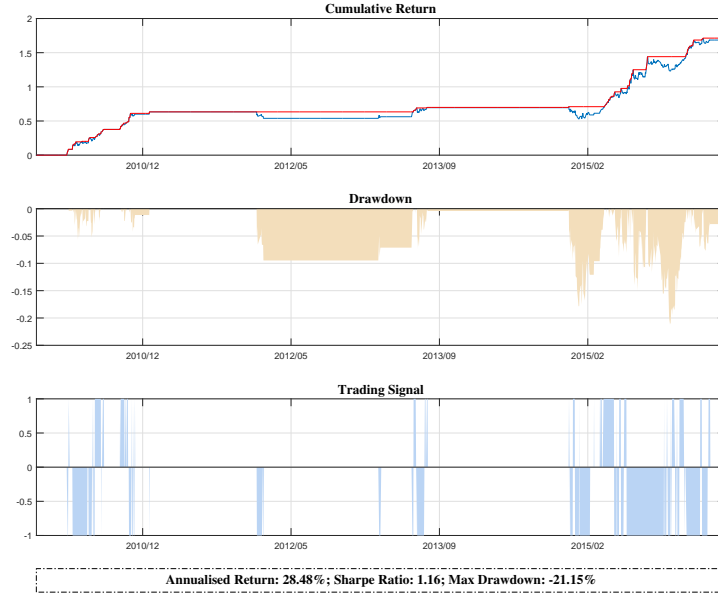 Cumulative Return
2
1.5
1
0.5
0
2010/12 2012/05 2013/09 2015/02
Drawdown
0
-0.05
-0.1
-0.15
-0.2
-0.25
2010/12 2012/05 2013/09 2015/02
Trading Signal
1
0.5
0
-0.5
-1
2010/12 2012/05 2013/09 2015/02
Annualised Return: 28.48%; Sharpe Ratio: 1.16; Max Drawdown: -21.15%